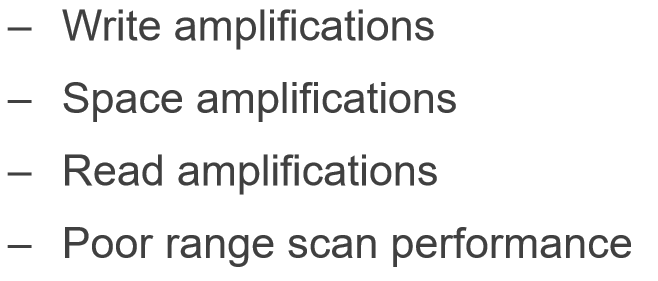 – Write amplifications
– Space amplifications
– Read amplifications
– Poor range scan performance